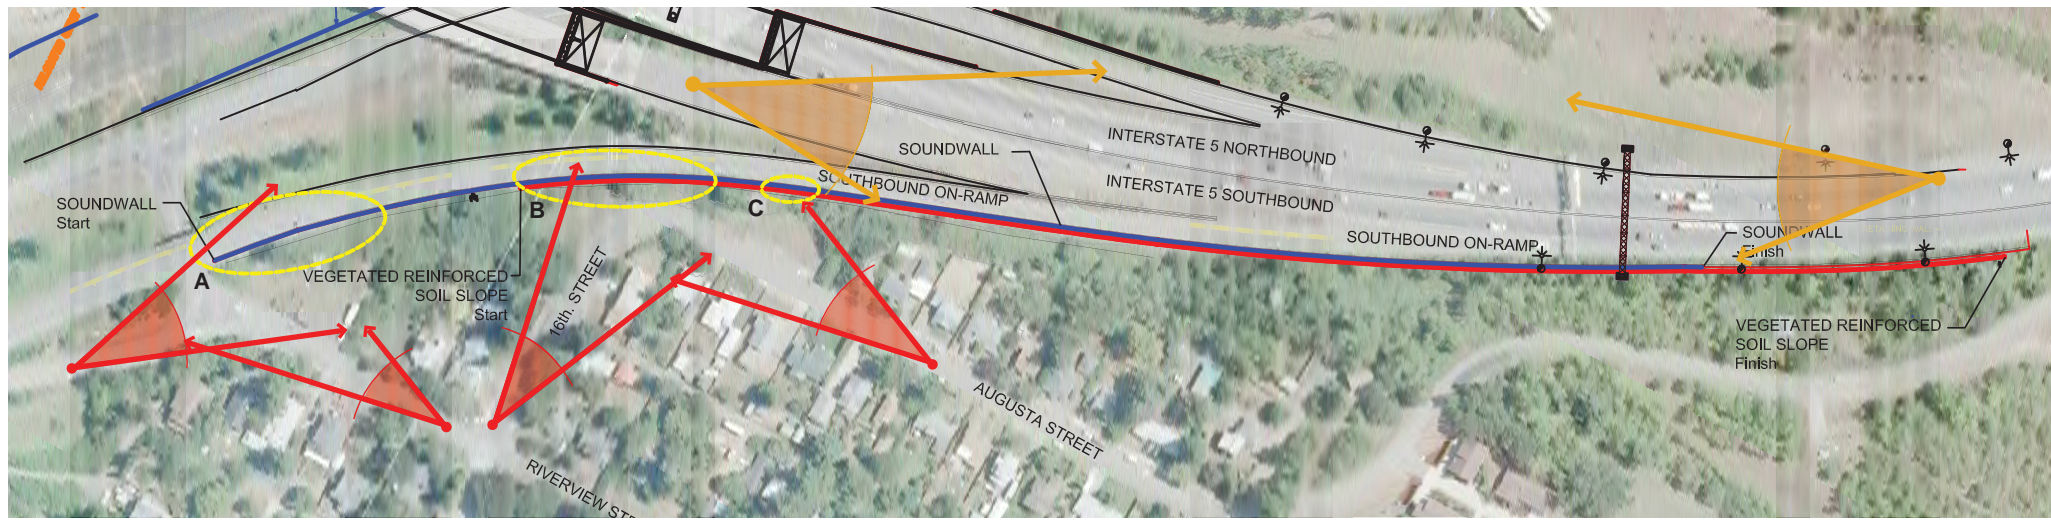 INTERSTATE 5 NORTHBOUND
SOUNDWALL
SOUTHBOUND ON-RAMP
INTERSTATE 5 SOUTHBOUND
SOUNDWALL
Start
B
C
A
SOUTHBOUND ON-RAMP
SOUNDWALL
Finish
VEGETATED REINFORCED
SOIL SLOPE
Start
16th. STREET
VEGETATED REINFORCED
SOIL SLOPE
Finish
AUGUSTA STREET
RIVERVIEW